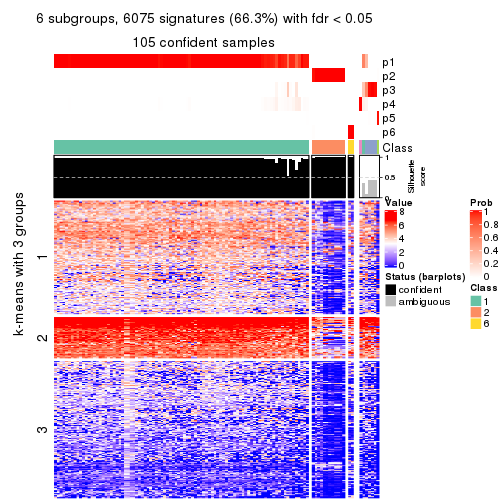 6 subgroups, 6075 signatures (66.3%) with fdr < 0.05
105 confident samples
p1
p2
p3
p4
p5
p6
Class
1
0.5
0
Silhouette
score
k-means with 3 groups
1
2
3
Value
8
6
4
2
0
Status (barplots)
confident
ambiguous
Prob
1
0.8
0.6
0.4
0.2
0
Class
1
2
6